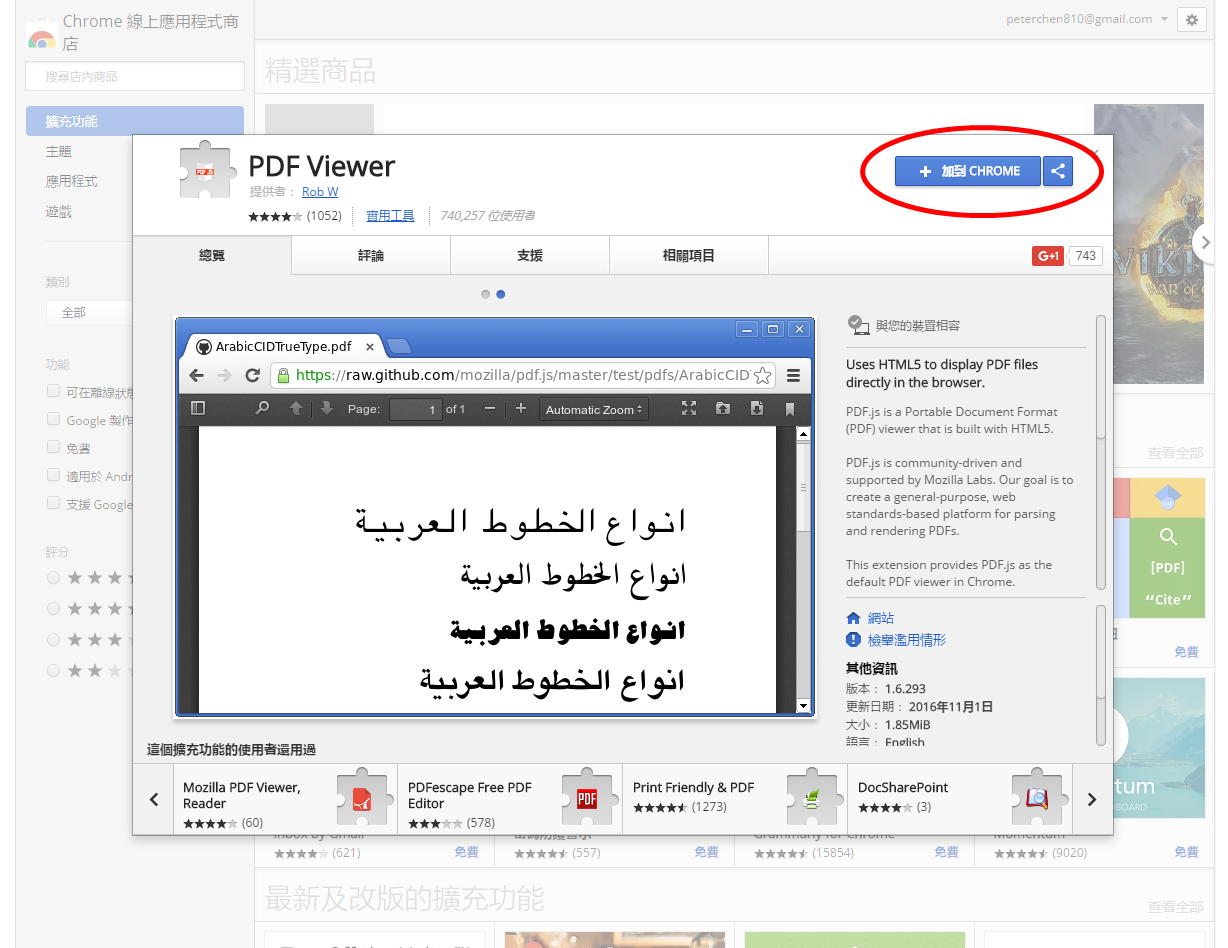 Chrome 線上應用程式商
店
peterchen810@gmail.com
搜尋店內商品
精選商品
擴充功能
主題
應用程式
遊戲
類別
全部
功能
可在離線狀態
Google 製作
免費
適用於 Andr
支援 Google
評分
PDF Viewer
提供者： Rob W
(1052)
實用工具
740,257 位使用者
加到 CHROME
總覽
評論
支援
相關項目
G+1
743
ArabicCIDTrueType.pdf
https://raw.github.com/mozilla/pdf.js/master/test/pdfs/ArabicCID
Page: 1 of 1
Automatic Zoom
انواع الخطوط العربية
انواع الخطوط العربية
انواع الخطوط العربية
انواع الخطوط العربية
與您的裝置相容
Uses HTML5 to display PDF files
directly in the browser.
PDF.js is a Portable Document Format
(PDF) viewer that is built with HTML5.
PDF.js is community-driven and
supported by Mozilla Labs. Our goal is to
create a general-purpose, web
standards-based platform for parsing
and rendering PDFs.
This extension provides PDF.js as the
default PDF viewer in Chrome.
網站
檢舉濫用情形
其他資訊
版本： 1.6.293
更新日期： 2016年11月1日
大小： 1.85MiB
語言： English
這個擴充功能的使用者還用過
Mozilla PDF Viewer,
Reader
(60)
PDFescape Free PDF
Editor
(578)
PDF
Print Friendly & PDF
(1273)
DocSharePoint
(3)
VIKI
WAR OF C
查看全部
[PDF]
“Cite”
免費
tum
BOARD
Inbox by Gmail
(621)
免費
(557)
免費
Grammarly for Chrome
(15854)
免費
Momentum
(9020)
免費
最新及改版的擴充功能
查看全部